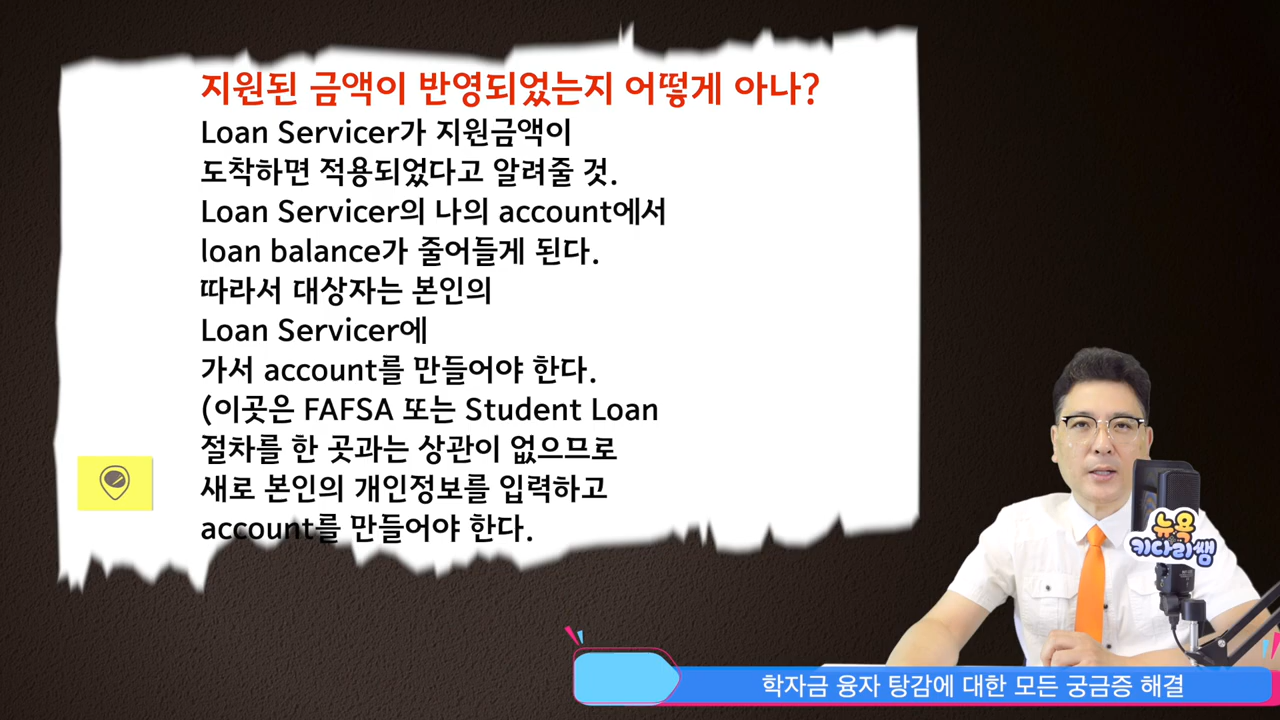 지원된 금액이 반영되었는지 어떻게 아나?
Loan Servicer가 지원금액이
도착하면 적용되었다고 알려줄 것.
Loan Servicer의 나의 account에서
loan balance가 줄어들게 된다.
따라서 대상자는 본인의
Loan Servicer에
가서 account를 만들어야 한다.
(이곳은 FAFSA 또는 Student Loan
절차를 한 곳과는 상관이 없으므로
새로 본인의 개인정보를 입력하고
account를 만들어야 한다.
뉴욕
키다리쌤
학자금 융자 탕감에 대한 모든 궁금증 해결